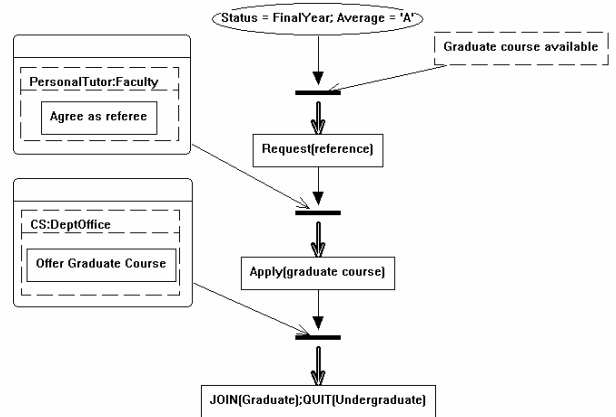 Status = FinalYear; Average = 'A'
Graduate course available
PersonalTutor:Faculty
Agree as referee
Request(reference)
CS:DeptOffice
Offer Graduate Course
Apply(graduate course)
JOIN(Graduate);QUIT(Undergraduate)